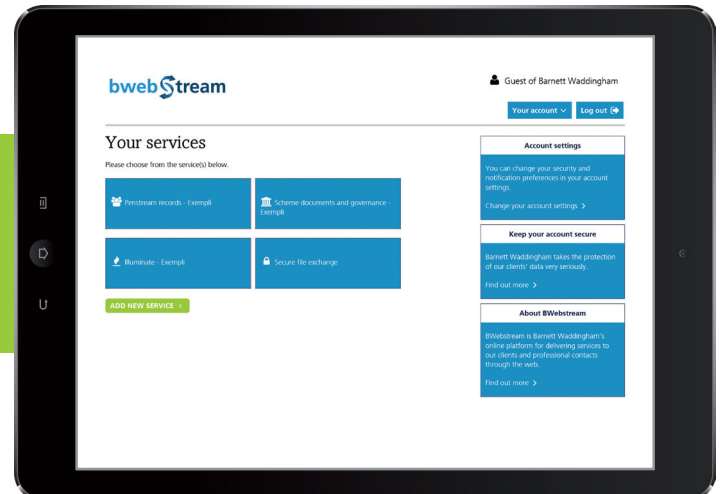 bwebStream
Guest of Barnett Waddingham
Your account
Log out
Your services
Please choose from the service(s) below.
Penstream records - Exempli
Scheme documents and governance -
Exempli
Illuminate - Exempli
Secure file exchange
ADD NEW SERVICE >
Account settings
You can change your security and
notification preferences in your account
settings.
Change your account settings >
Keep your account secure
Barnett Waddingham takes the protection
of our clients' data very seriously.
Find out more >
About BWebstream
BWebstream is Barnett Waddingham's
online platform for delivering services to
our clients and professional contacts
through the web.
Find out more >